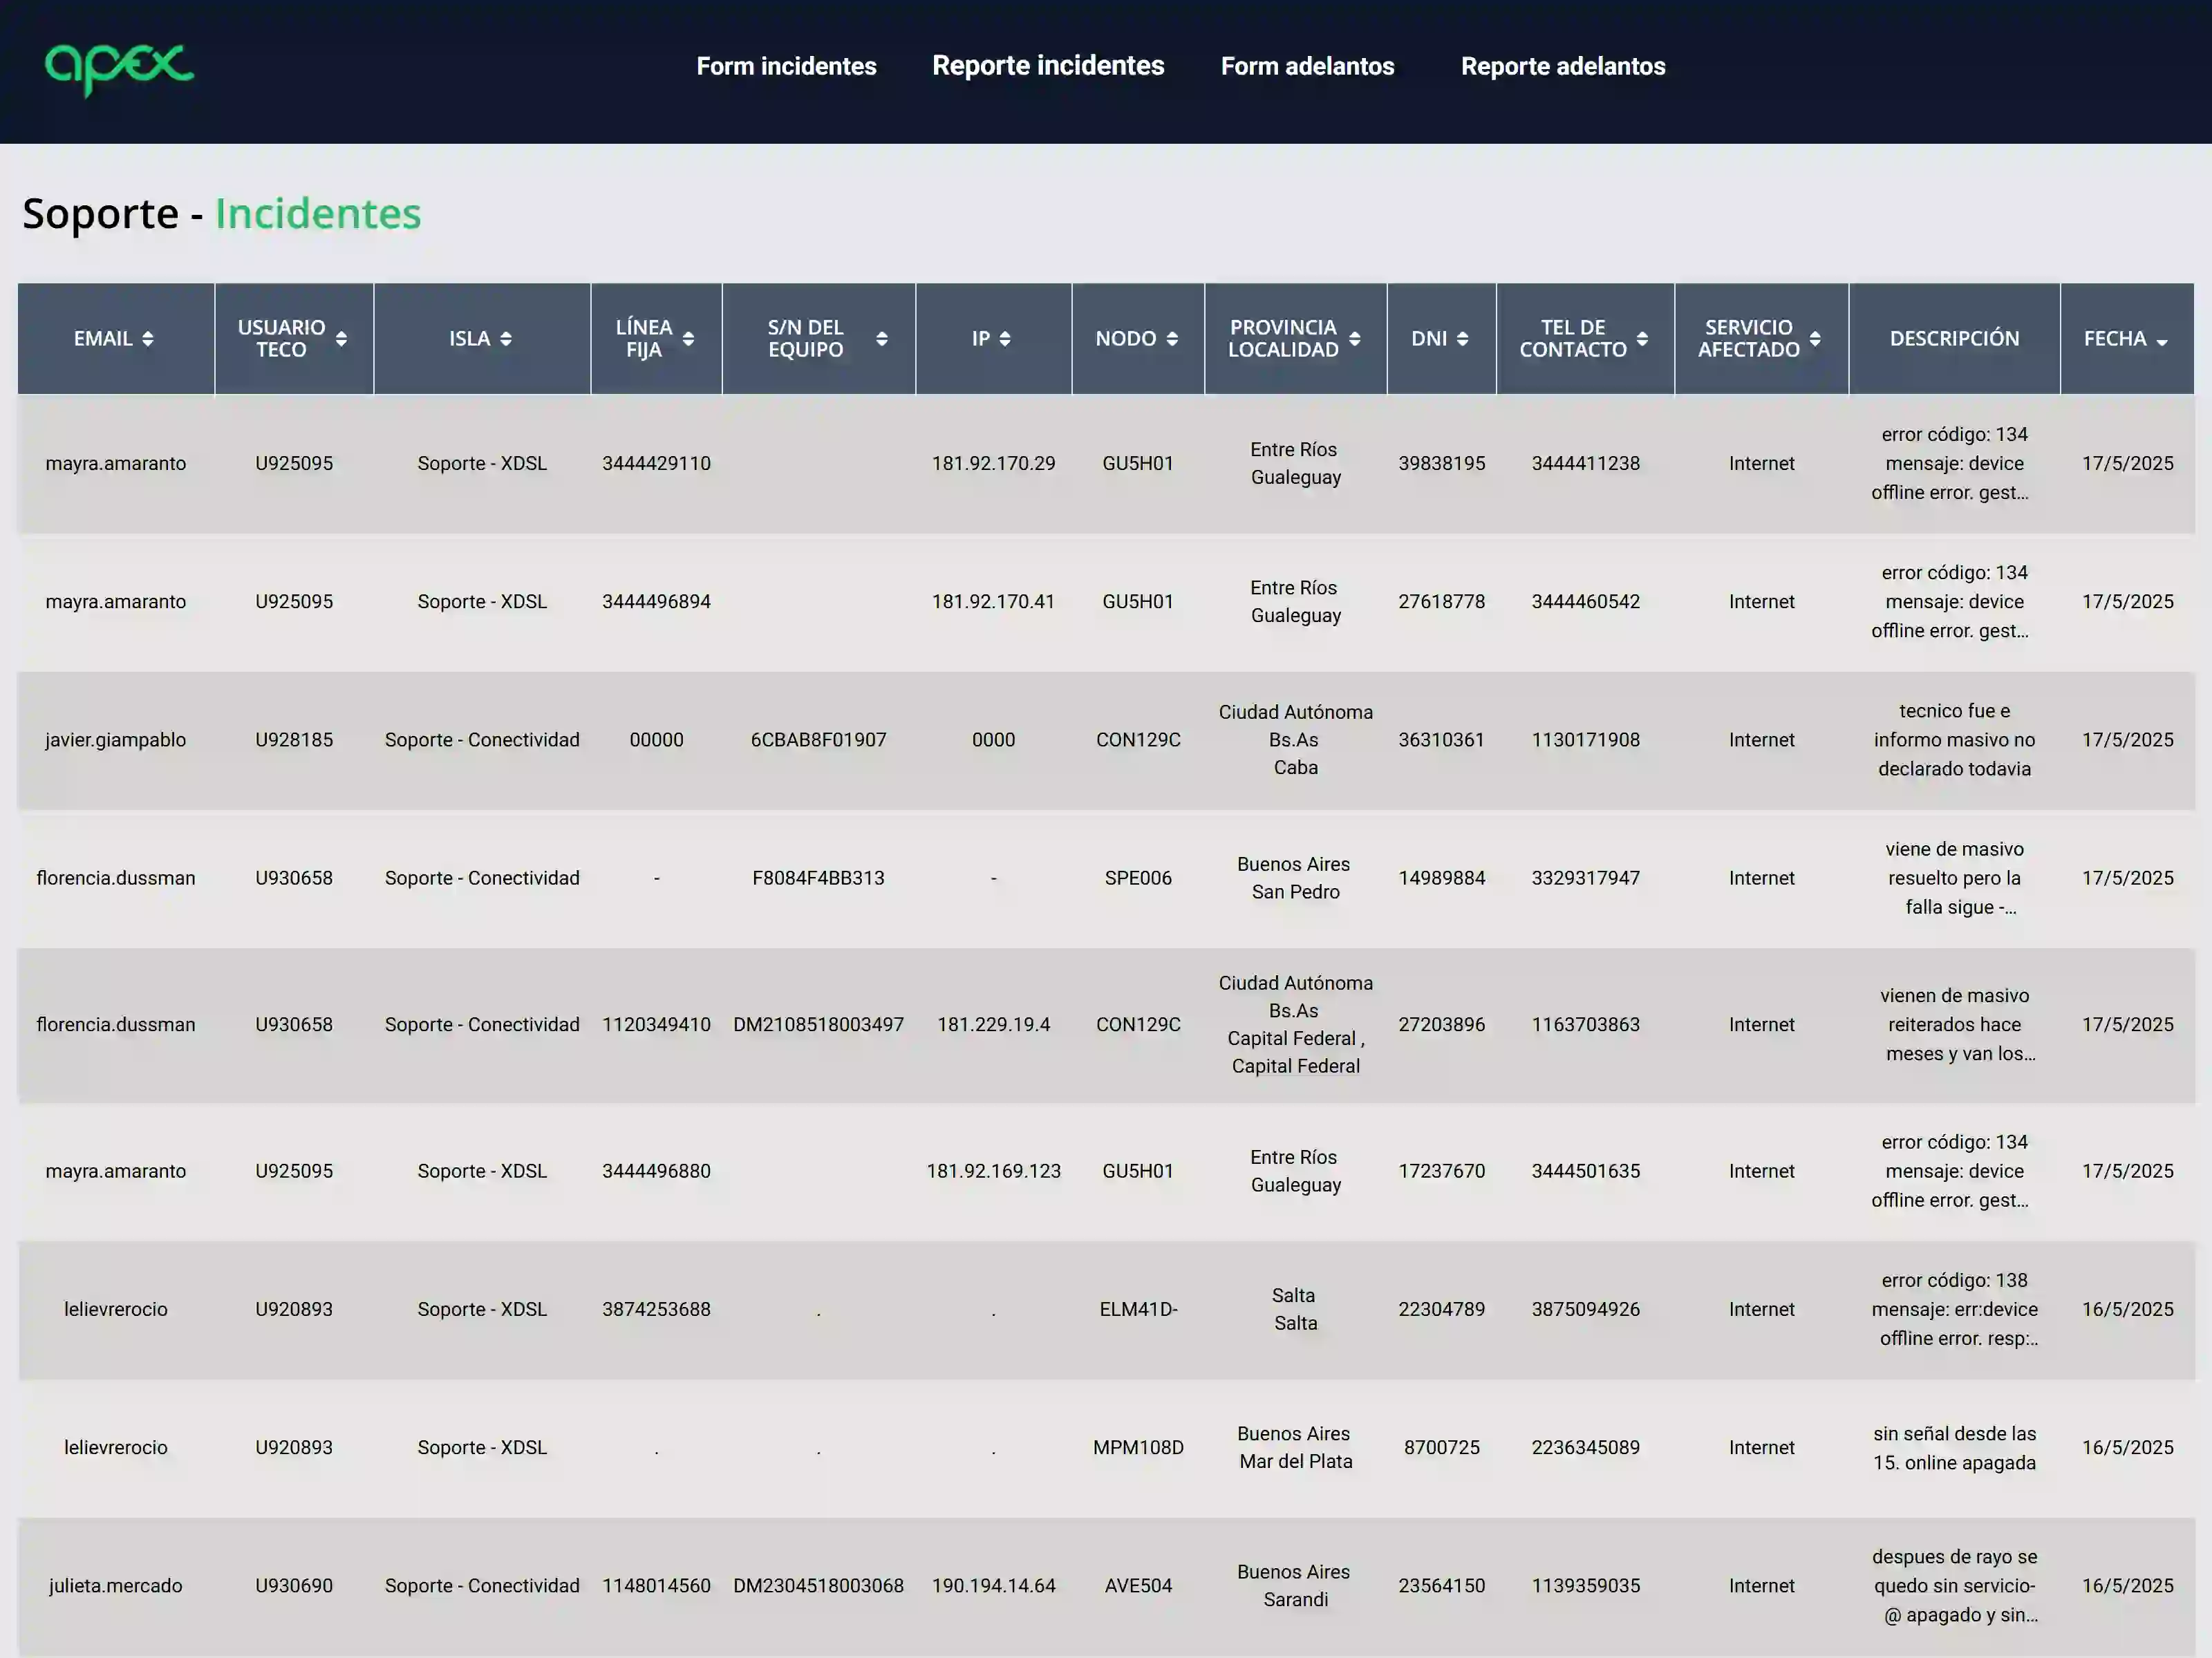 apex
Form incidentes Reporte incidentes Form adelantos Reporte adelantos
Soporte - Incidentes
EMAIL USUARIO TECO ISLA LÍNEA FIJA S/N DEL EQUIPO IP NODO PROVINCIA LOCALIDAD DNI TEL DE CONTACTO SERVICIO AFECTADO DESCRIPCIÓN FECHA
mayra.amaranto U925095 Soporte - XDSL 3444429110 181.92.170.29 GU5H01 Entre Ríos Gualeguay 39838195 3444411238 Internet error código: 134 mensaje: device offline error. gest... 17/5/2025
mayra.amaranto U925095 Soporte - XDSL 3444496894 181.92.170.41 GU5H01 Entre Ríos Gualeguay 27618778 3444460542 Internet error código: 134 mensaje: device offline error. gest... 17/5/2025
javier.giampablo U928185 Soporte - Conectividad 00000 6CBAB8F01907 0000 CON129C Ciudad Autónoma Bs.As Caba 36310361 1130171908 Internet tecnico fue e informo masivo no declarado todavia 17/5/2025
florencia.dussman U930658 Soporte - Conectividad - F8084F4BB313 - SPE006 Buenos Aires San Pedro 14989884 3329317947 Internet viene de masivo resuelto pero la falla sigue -... 17/5/2025
florencia.dussman U930658 Soporte - Conectividad 1120349410 DM2108518003497 181.229.19.4 CON129C Ciudad Autónoma Bs.As Capital Federal , Capital Federal 27203896 1163703863 Internet vienen de masivo reiterados hace meses y van los... 17/5/2025
mayra.amaranto U925095 Soporte - XDSL 3444496880 181.92.169.123 GU5H01 Entre Ríos Gualeguay 17237670 3444501635 Internet error código: 134 mensaje: device offline error. gest... 17/5/2025
lelievrerocio U920893 Soporte - XDSL 3874253688 . . ELM41D- Salta Salta 22304789 3875094926 Internet error código: 138 mensaje: err:device offline error. resp:.. 16/5/2025
lelievrerocio U920893 Soporte - XDSL . . . MPM108D Buenos Aires Mar del Plata 8700725 2236345089 Internet sin señal desde las 15. online apagada 16/5/2025
julieta.mercado U930690 Soporte - Conectividad 1148014560 DM2304518003068 190.194.14.64 AVE504 Buenos Aires Sarandi 23564150 1139359035 Internet despues de rayo se quedo sin servicio- @ apagado y sin... 16/5/2025